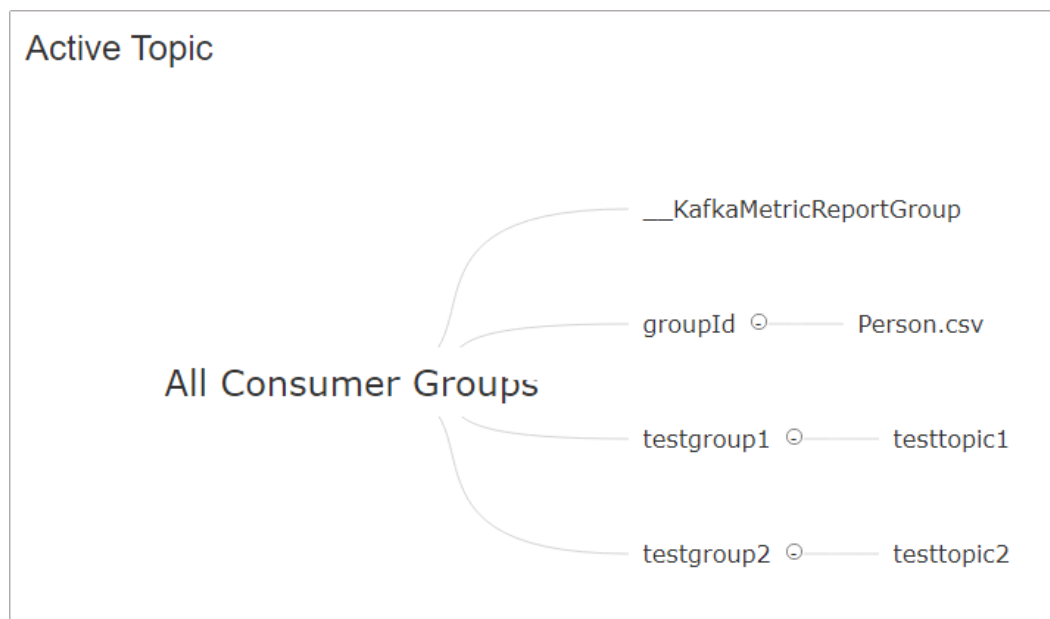 Active Topic
__KafkaMetricReportGroup
groupId - Person.csv
All Consumer Groups
testgroup1 - testtopic1
testgroup2 - testtopic2